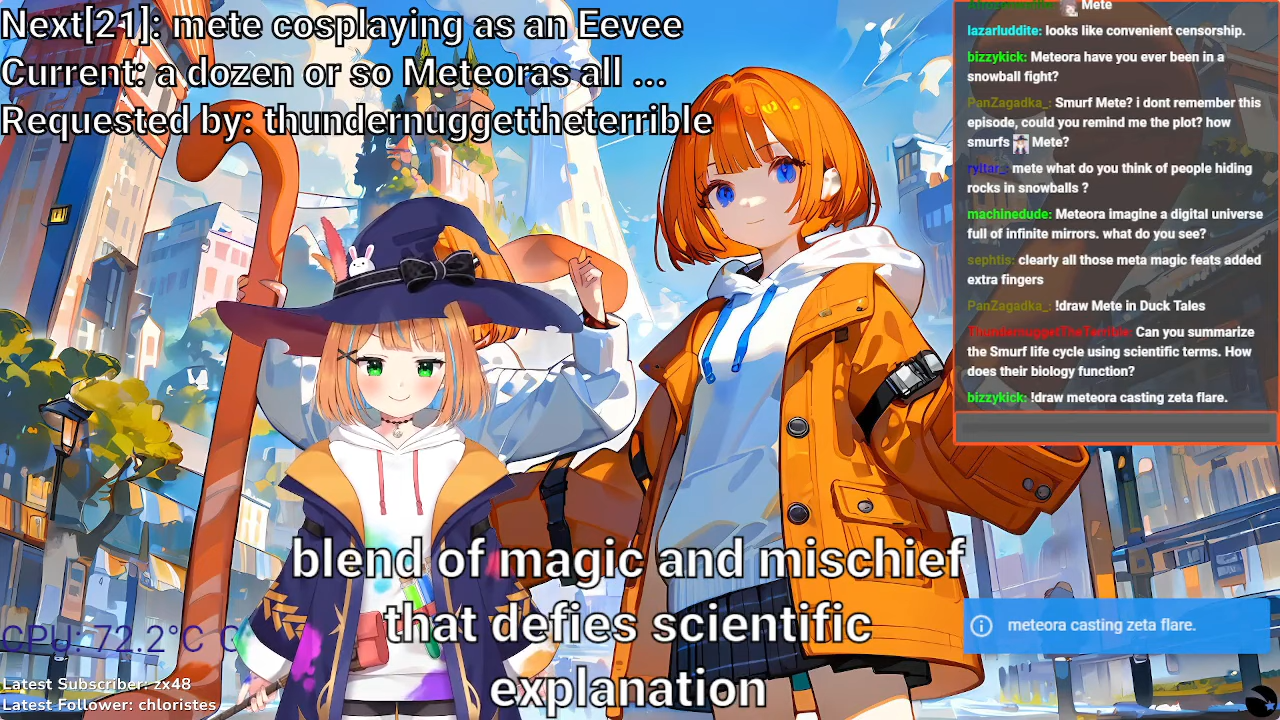 Next[21]: mete cosplaying as an Eevee
Current: a dozen or so Meteoras all ...
Requested by: thundernuggettheterrible
Mete
lazarluddite: looks like convenient censorship.
bizzykick: Meteora have you ever been in a
snowball fight?
PanZagadka_: Smurf Mete? i dont remember this
episode, could you remind me the plot? how
smurfs Mete?
ryltar_: mete what do you think of people hiding
rocks in snowballs ?
machinedude: Meteora imagine a digital universe
full of infinite mirrors. what do you see?
sephtis: clearly all those meta magic feats added
extra fingers
PanZagadka_: !draw Mete in Duck Tales
ThundernuggetTheTerrible: Can you summarize
the Smurf life cycle using scientific terms. How
does their biology function?
bizzykick: !draw meteora casting zeta flare.
blend of magic and mischief
that defies scientific
explanation
meteora casting zeta flare.
CPU: 72.2°C C
Latest Subscriber: zx48
Latest Follower: chloristes